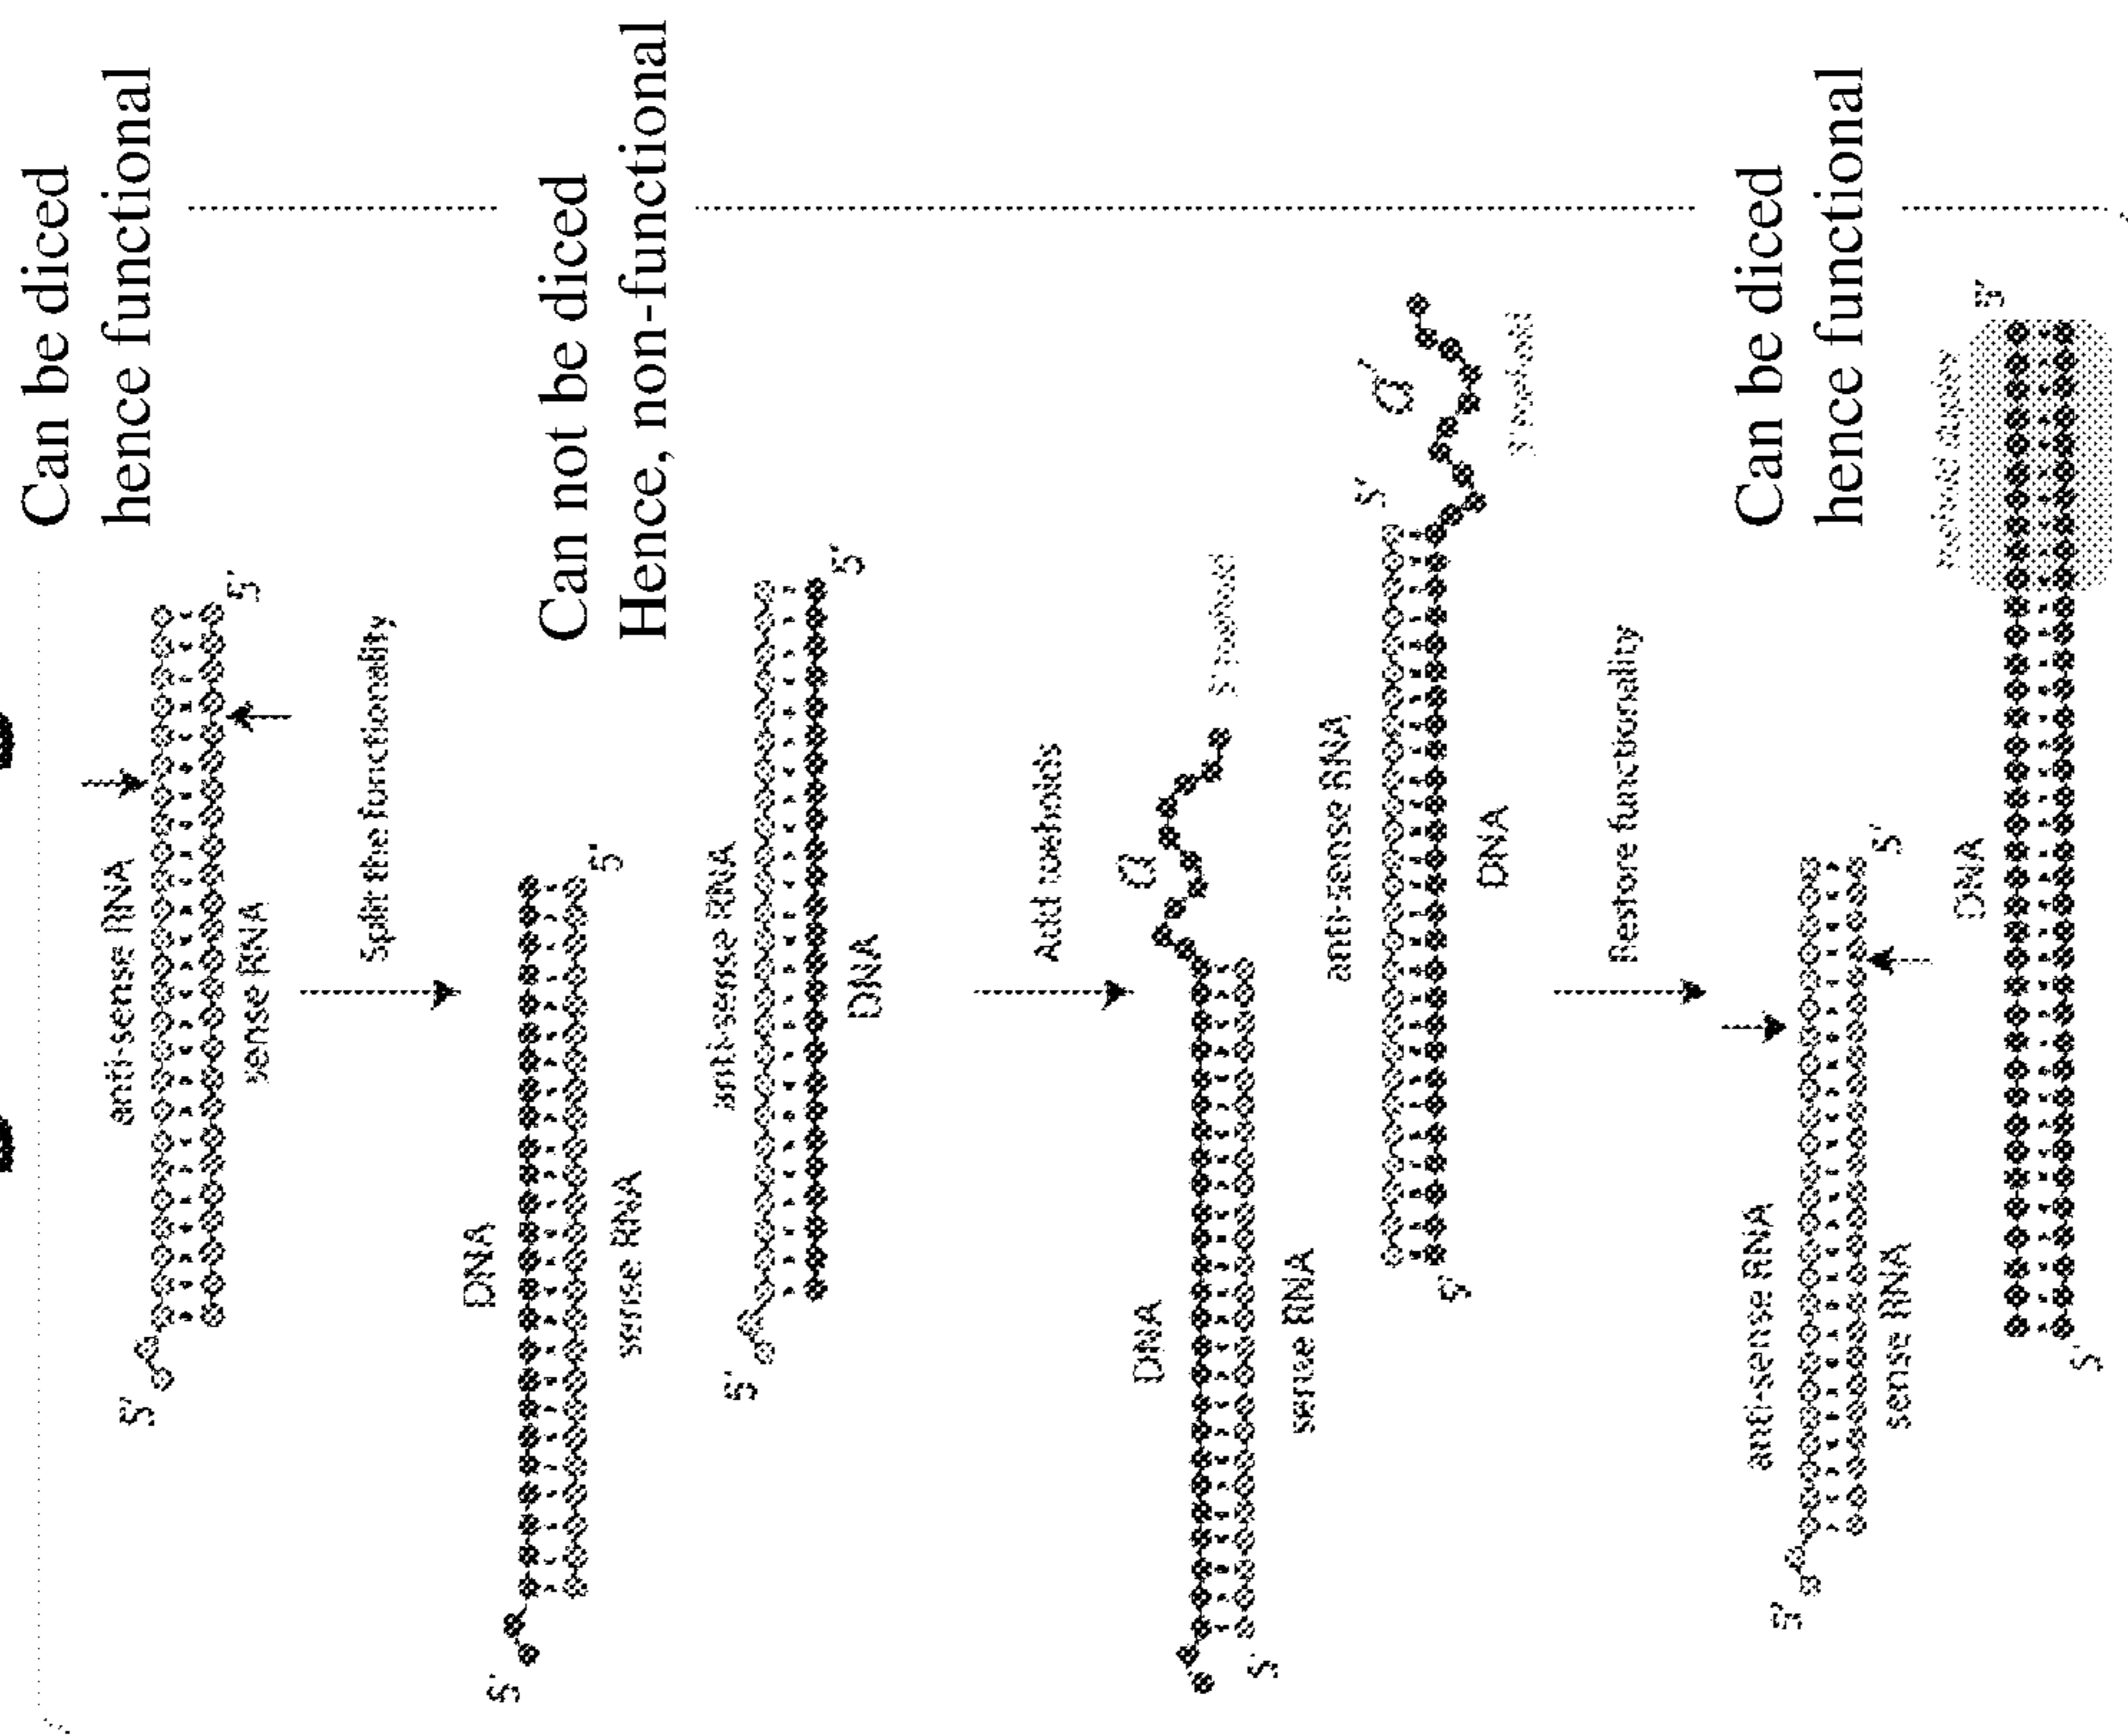 Can be diced
hence functional
anti-sense RNA
5'
5'
sense RNA
Split the functionality
DNA
5'
Can not be diced
Hence, non-functional
5'
sense RNA
anti-sense RNA
5'
5'
DNA
Add toeholds
a
DNA
toehold
5'
sense RNA
anti-sense RNA
5'
a'
DNA
toehold
Restore functionality
Can be diced
hence functional
anti-sense RNA
5'
5'
sense RNA
DNA
5'